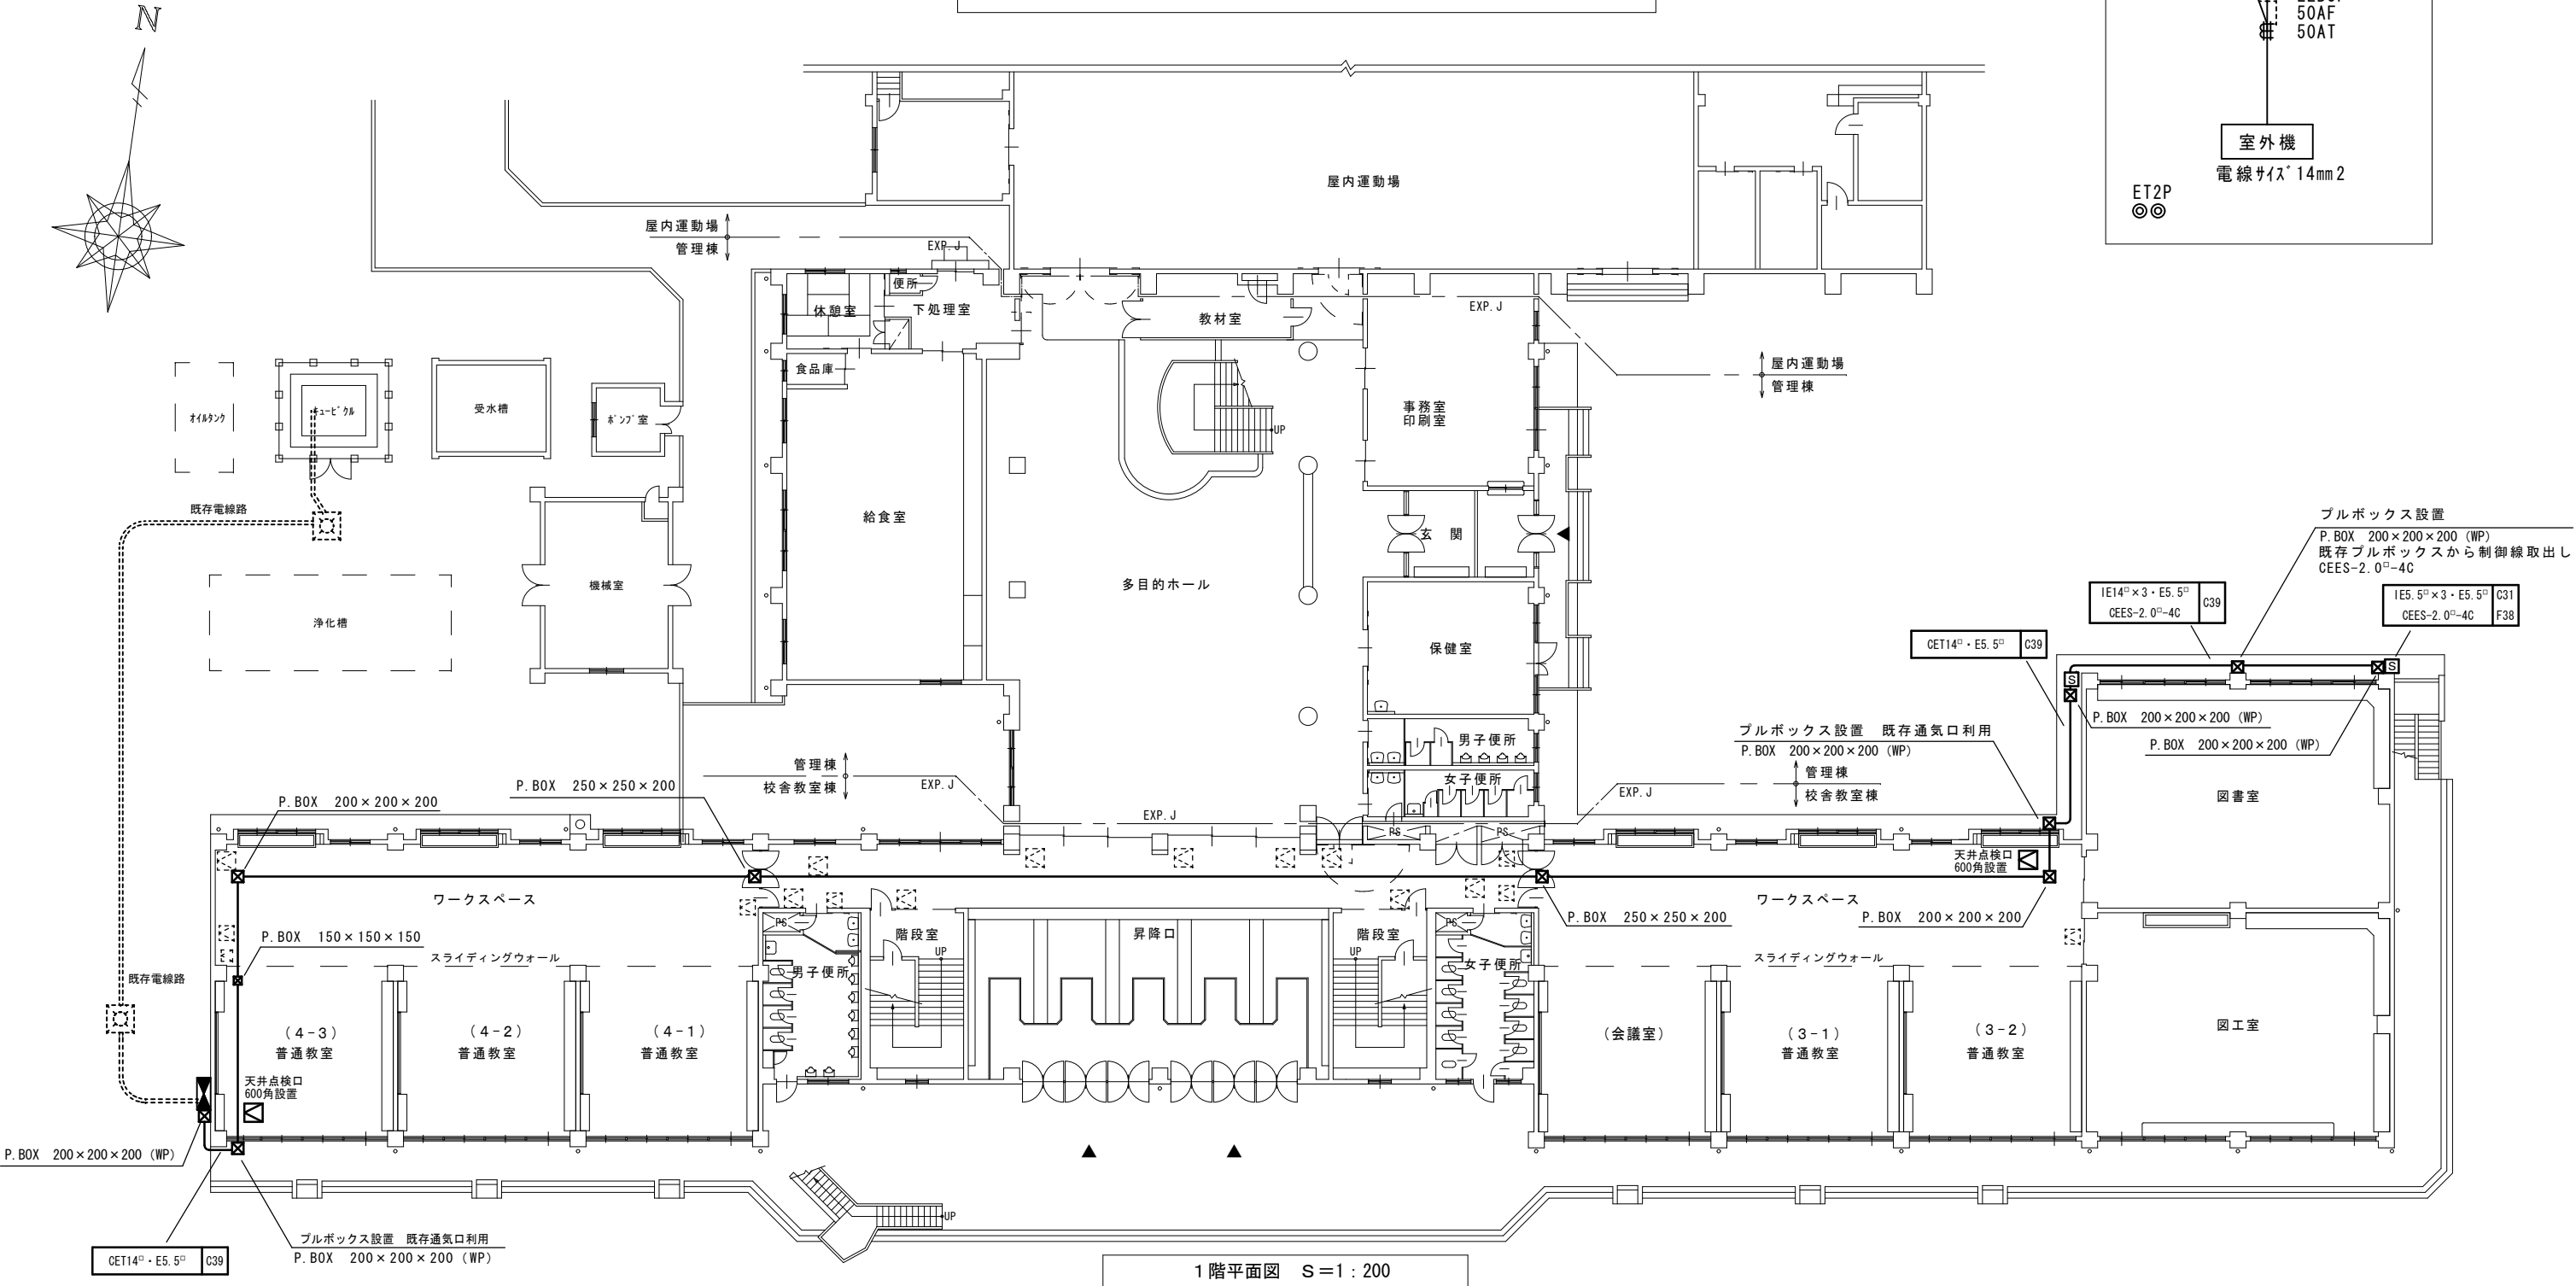 N
50AF
50AT
室外機
電線ｻｲｽﾞ14mm2
ET2P
屋内運動場
屋内運動場
管理棟
EXP.J
便所
休憩室
下処理室
教材室
EXP.J
屋内運動場
管理棟
食品庫
ｵｲﾙﾀﾝｸ
ｷｭｰﾋﾞｸﾙ
受水槽
ﾎﾟﾝﾌﾟ室
事務室
印刷室
UP
既存電線路
給食室
玄　関
機械室
多目的ホール
浄化槽
保健室
プルボックス設置
P.BOX 200×200×200 (WP)
既存プルボックスから制御線取出し
CEES-2.0□-4C
IE14□×3・E5.5□
CEES-2.0□-4C
C39
IE5.5□×3・E5.5□
CEES-2.0□-4C
C31
F38
CET14□・E5.5□
C39
S
S
P.BOX 200×200×200 (WP)
P.BOX 200×200×200 (WP)
プルボックス設置　既存通気口利用
P.BOX 200×200×200 (WP)
男子便所
女子便所
管理棟
校舎教室棟
EXP.J
EXP.J
管理棟
校舎教室棟
EXP.J
図書室
P.BOX 200×200×200
P.BOX 250×250×200
PS
PS
天井点検口
600角設置
ワークスペース
ワークスペース
P.BOX 250×250×200
P.BOX 200×200×200
P.BOX 150×150×150
PS
階段室
UP
昇降口
階段室
UP
PS
スライディングウォール
スライディングウォール
男子便所
女子便所
既存電線路
(4-3)
普通教室
(4-2)
普通教室
(4-1)
普通教室
(会議室)
(3-1)
普通教室
(3-2)
普通教室
図工室
天井点検口
600角設置
P.BOX 200×200×200 (WP)
UP
プルボックス設置　既存通気口利用
P.BOX 200×200×200 (WP)
CET14□・E5.5□
C39
1階平面図　S=1:200